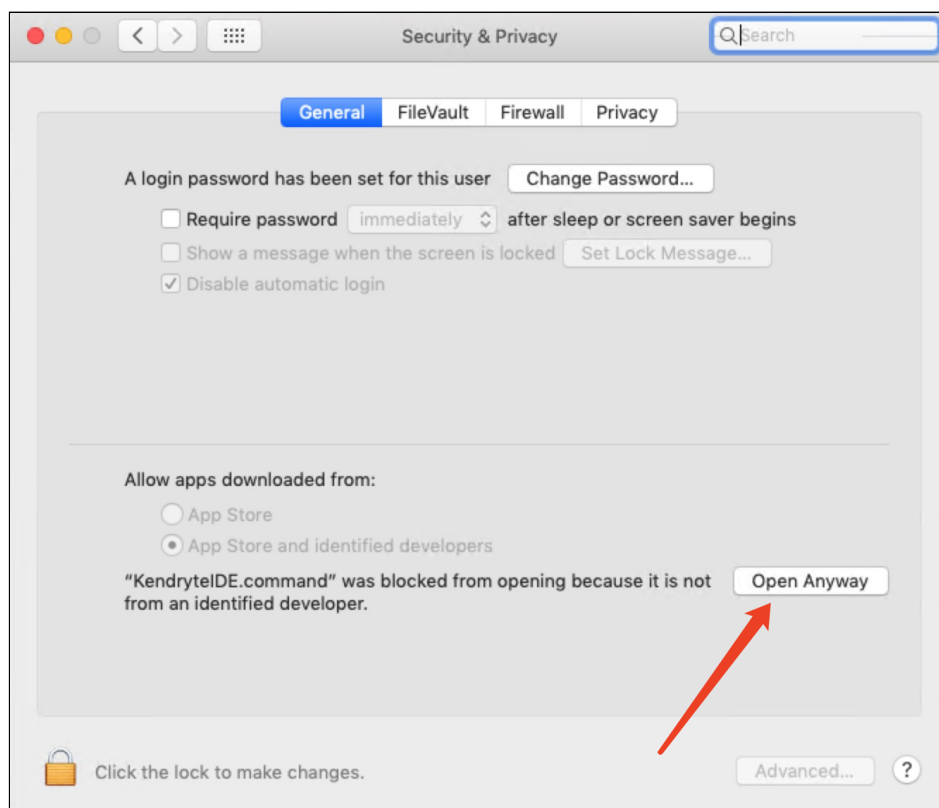 Security & Privacy
Search
General FileVault Firewall Privacy
A login password has been set for this user Change Password...
Require password immediately after sleep or screen saver begins
Show a message when the screen is locked Set Lock Message...
Disable automatic login
Allow apps downloaded from:
App Store
App Store and identified developers
“KendryteIDE.command” was blocked from opening because it is not Open Anyway
from an identified developer.
Click the lock to make changes. Advanced... ?